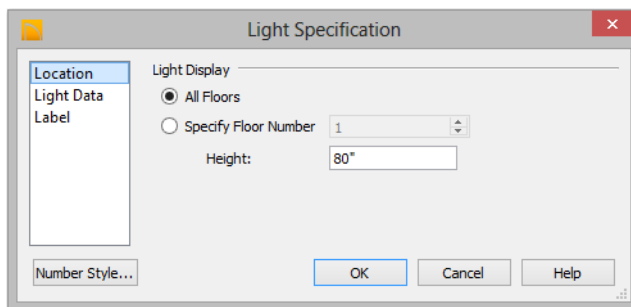 Light Specification
Location
Light Data
Label
Light Display
All Floors
Specify Floor Number 1
Height: 80"
Number Style... OK Cancel Help